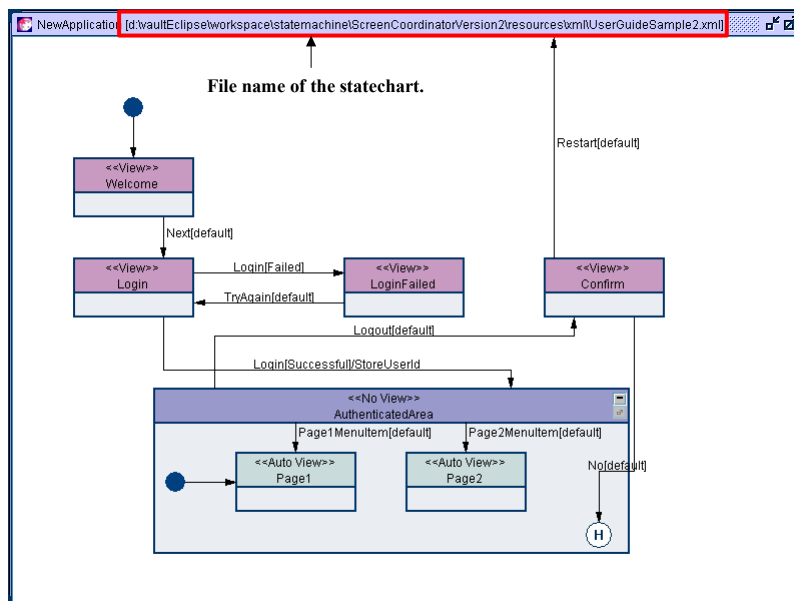 NewApplication [d:\vaultEclipse\workspace\statemachine\ScreenCoordinatorVersion2\resources\xml\UserGuideSample2.xml]
File name of the statechart.
Restart[default]
<<View>>
Welcome
Next[default]
<<View>>
Login
Login[Failed]
TryAgain[default]
<<View>>
LoginFailed
<<View>>
Confirm
Logout[default]
Login[Successful]/StoreUserId
<<No View>>
AuthenticatedArea
Page1MenuItem[default]
Page2MenuItem[default]
<<Auto View>>
Page1
<<Auto View>>
Page2
No[default]
H